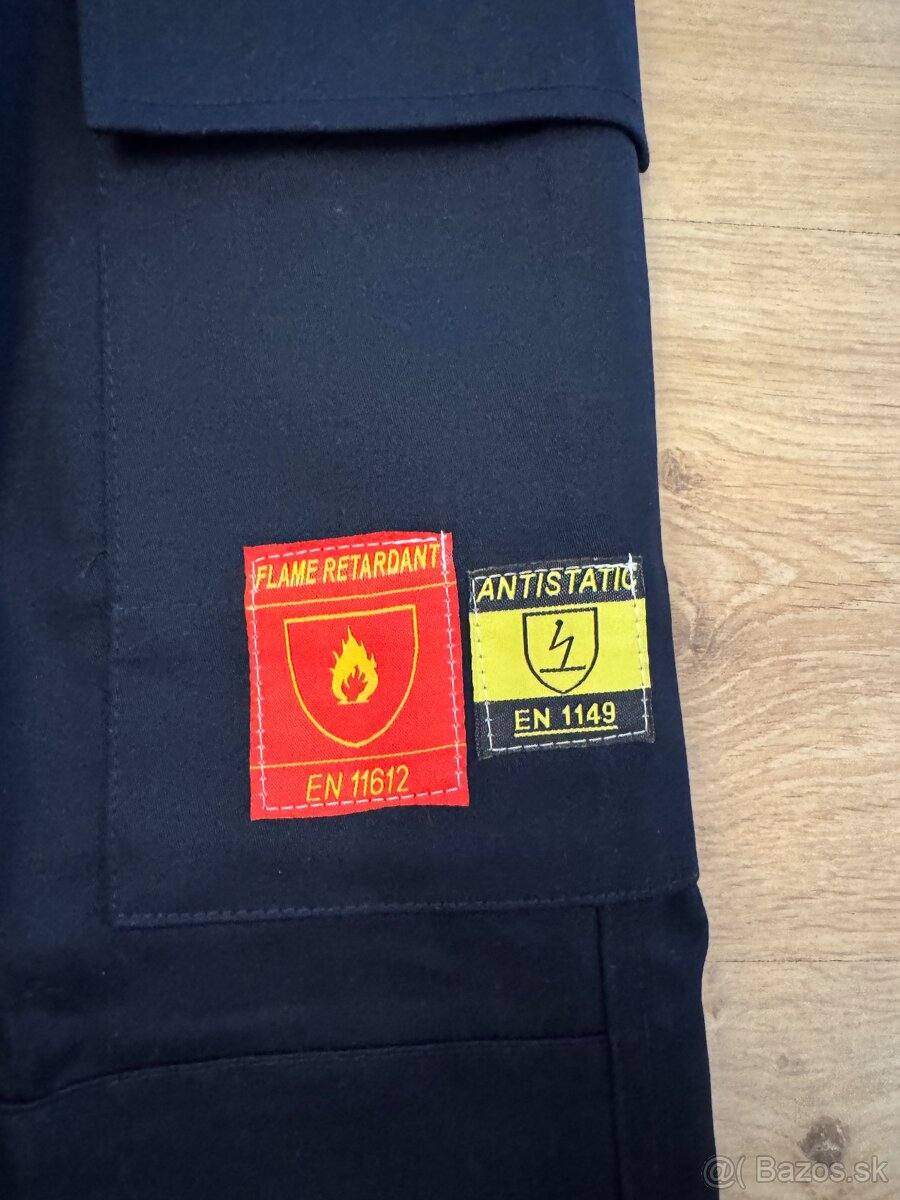 FLAME RETARDANT
EN 11612
ANTISTATIC
EN 1149
@( Bazos.sk